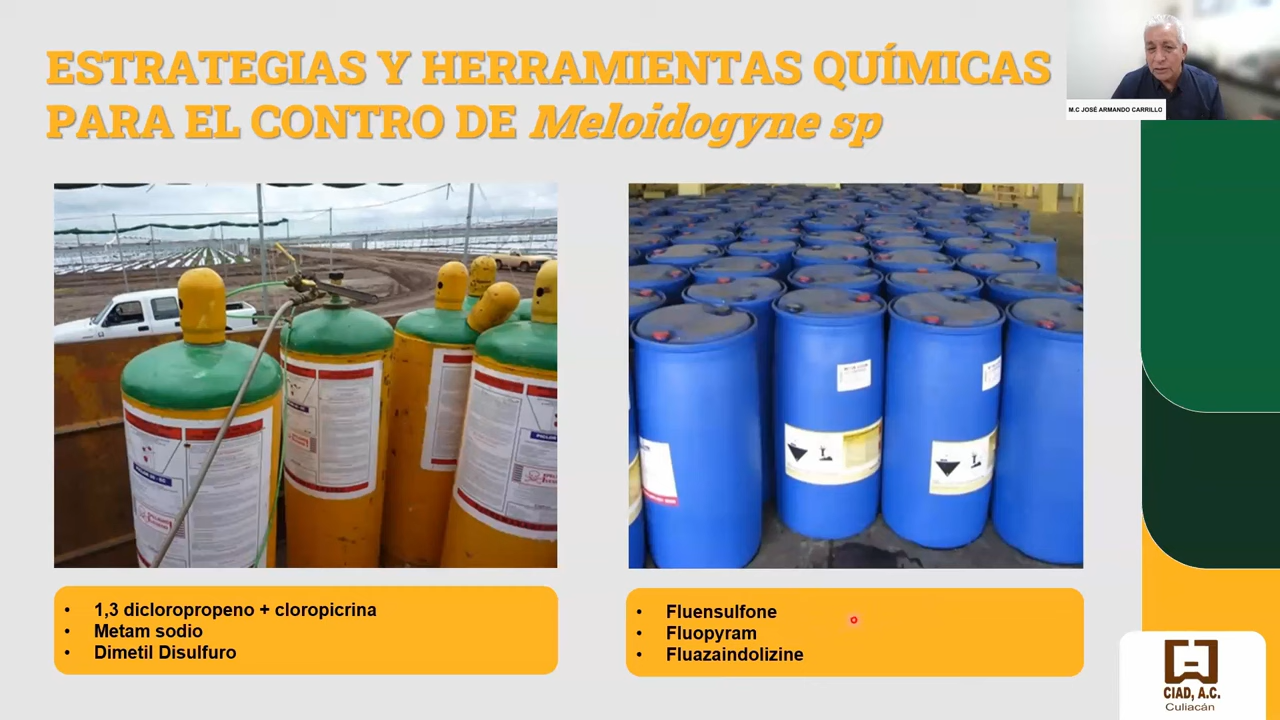 ESTRATEGIAS Y HERRAMIENTAS QUÍMICAS
PARA EL CONTRO DE Meloidogyne sp
M.C JOSÉ ARMANDO CARRILLO
• 1,3 dicloropropeno + cloropicrina
• Metam sodio
• Dimetil Disulfuro
• Fluensulfone
• Fluopyram
• Fluazaindolizine
CIAD, A.C.
Culiacán